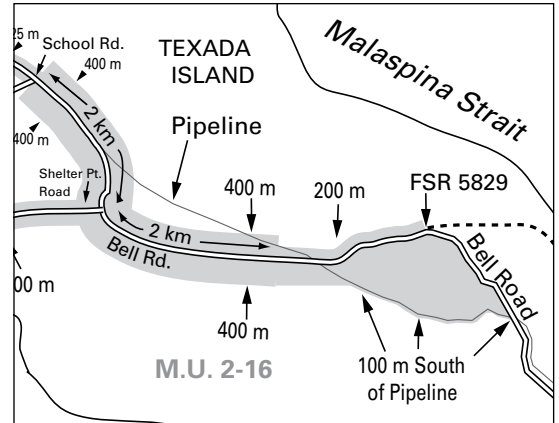 25 m
School Rd.
400 m
TEXADA
ISLAND
Malaspina Strait
2 km
Pipeline
400 m
Shelter Pt.
Road
400 m
200 m
FSR 5829
2 km
Bell Rd.
Bell Road
00 m
400 m
M.U. 2-16
100 m South
of Pipeline